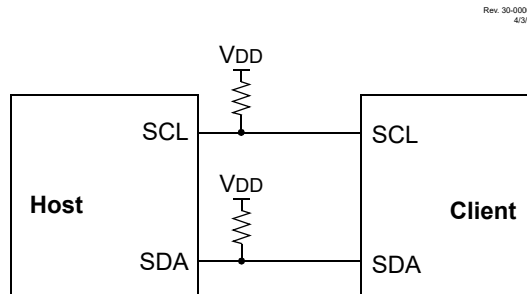 Rev. 30-000
4/3/
VDD
SCL
SCL
VDD
Host
Client
SDA
SDA